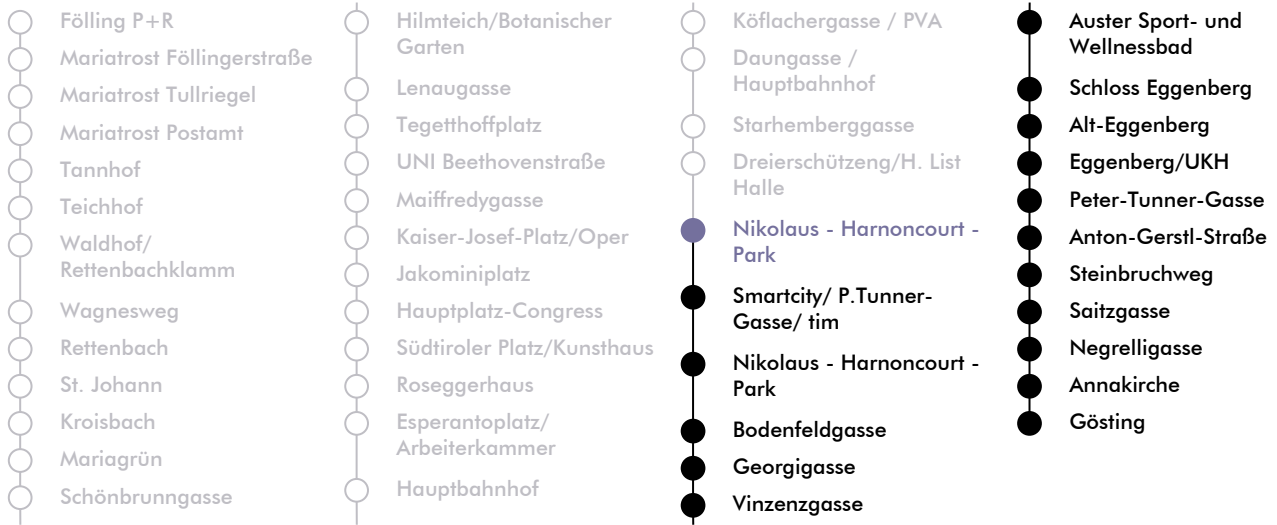 Fölling P+R
Mariatrost Föllingerstraße
Mariatrost Tullriegel
Mariatrost Postamt
Tannhof
Teichhof
Waldhof/
Rettenbachklamm
Wagnesweg
Rettenbach
St. Johann
Kroisbach
Mariagrün
Schönbrunngasse
Hilmteich/Botanischer
Garten
Lenaugasse
Tegetthoffplatz
UNI Beethovenstraße
Maiffredygasse
Kaiser-Josef-Platz/Oper
Jakominiplatz
Hauptplatz-Congress
Südtiroler Platz/Kunsthaus
Roseggerhaus
Esperantoplatz/
Arbeiterkammer
Hauptbahnhof
Köflachergasse / PVA
Daungasse /
Hauptbahnhof
Starhemberggasse
Dreierschützeng/H. List
Halle
Nikolaus - Harnoncourt -
Park
Smartcity/ P.Tunner-
Gasse/ tim
Nikolaus - Harnoncourt -
Park
Bodenfeldgasse
Georgigasse
Vinzenzgasse
Auster Sport- und
Wellnessbad
Schloss Eggenberg
Alt-Eggenberg
Eggenberg/UKH
Peter-Tunner-Gasse
Anton-Gerstl-Straße
Steinbruchweg
Saitzgasse
Negrelligasse
Annakirche
Gösting